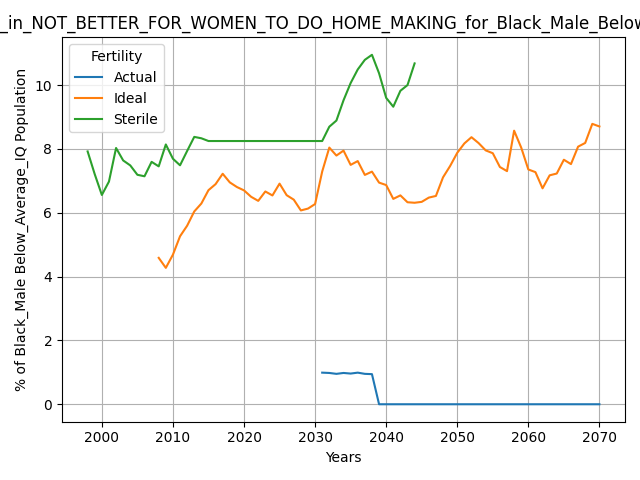 _in_NOT_BETTER_FOR_WOMEN_TO_DO_HOME_MAKING_for_Black_Male_Below
Fertility
Actual
Ideal
Sterile
% of Black_Male Below_Average_IQ Population
10
8
6
4
2
0
2000 2010 2020 2030 2040 2050 2060 2070
Years